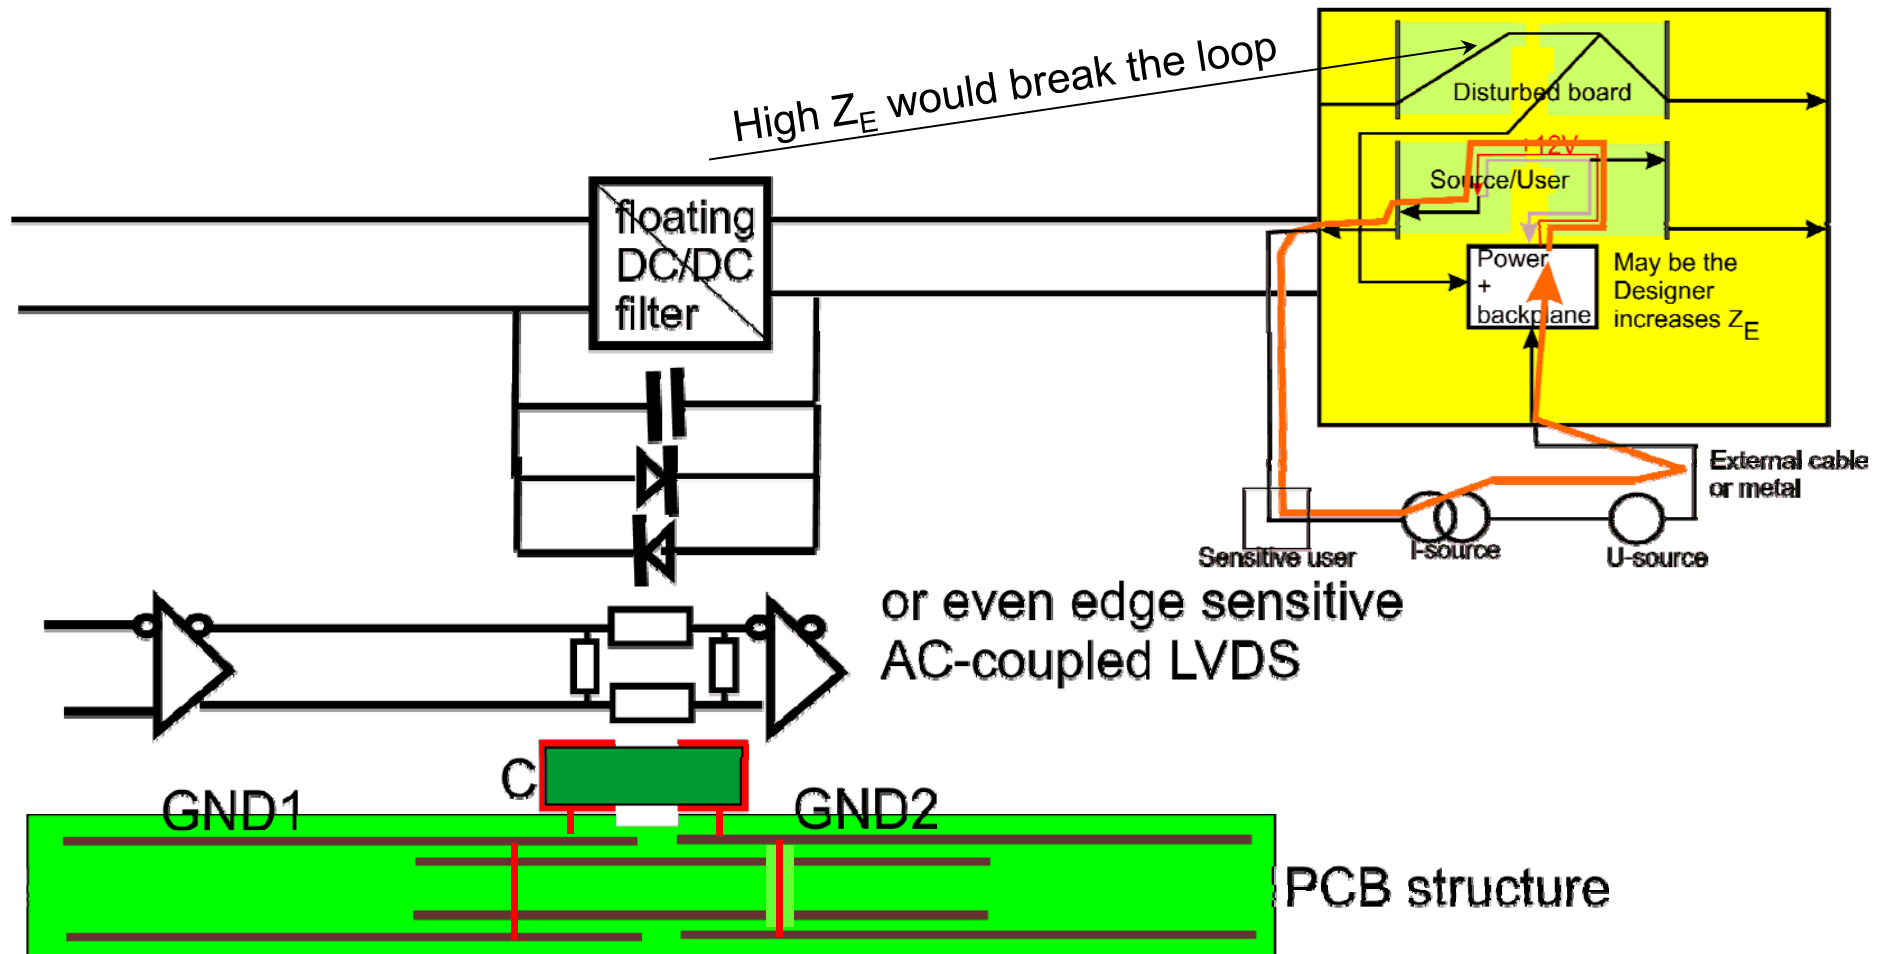 High ZE would break the loop
Disturbed board
+12V
Source/User
floating
DC/DC
filter
Power
+
backplane
May be the
Designer
increases ZE
External cable
or metal
Sensitive user
I-source
U-source
or even edge sensitive
AC-coupled LVDS
C
GND1
GND2
PCB structure